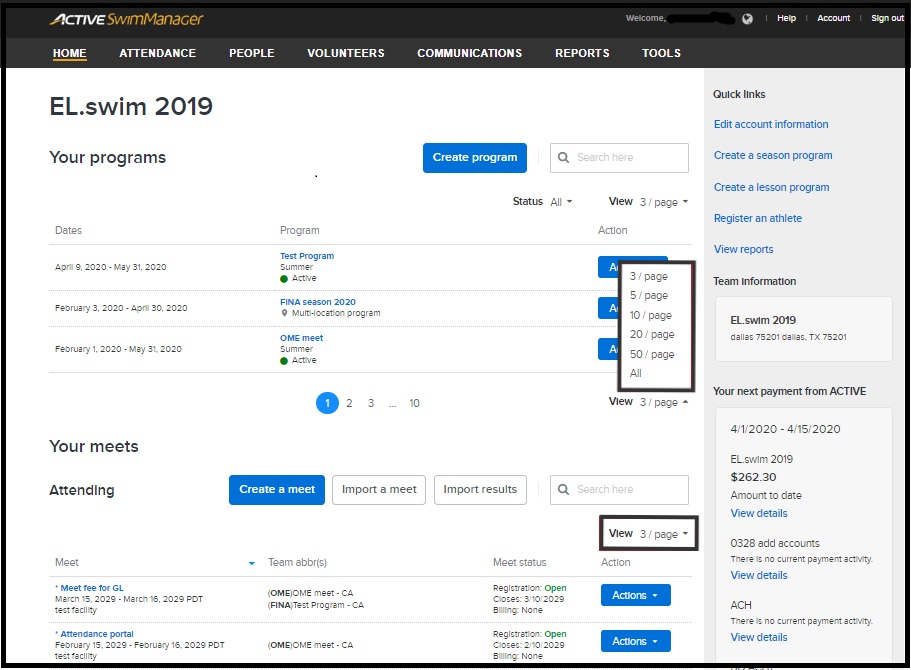 ACTIVE SwimManager
Welcome,
Help
Account
Sign out
HOME ATTENDANCE PEOPLE VOLUNTEERS COMMUNICATIONS REPORTS TOOLS
EL.swim 2019
Your programs
Create program
Search here
Status All
View 3 / page
Dates Program Action
April 9, 2020 - May 31, 2020
Test Program
Summer
Active
February 3, 2020 - April 30, 2020
FINA season 2020
Multi-location program
February 1, 2020 - May 31, 2020
OME meet
Summer
Active
3 / page
5 / page
10 / page
20 / page
50 / page
All
1 2 3 ... 10
View 3 / page
Your meets
Attending
Create a meet
Import a meet
Import results
Search here
View 3 / page
Meet Team abbr(s) Meet status Action
* Meet fee for GL
March 15, 2029 - March 16, 2029 PDT
test facility
(OME)OME meet - CA
(FINA)Test Program - CA
Registration: Open
Closes: 3/10/2029
Billing: None
Actions
* Attendance portal
February 15, 2029 - February 16, 2029 PDT
test facility
(OME)OME meet - CA
Registration: Open
Closes: 2/10/2029
Billing: None
Actions
Quick links
Edit account information
Create a season program
Create a lesson program
Register an athlete
View reports
Team information
EL.swim 2019
dallas 75201 dallas, TX 75201
Your next payment from ACTIVE
4/1/2020 - 4/15/2020
EL.swim 2019
$262.30
Amount to date
View details
0328 add accounts
There is no current payment activity.
View details
ACH
There is no current payment activity.
View details